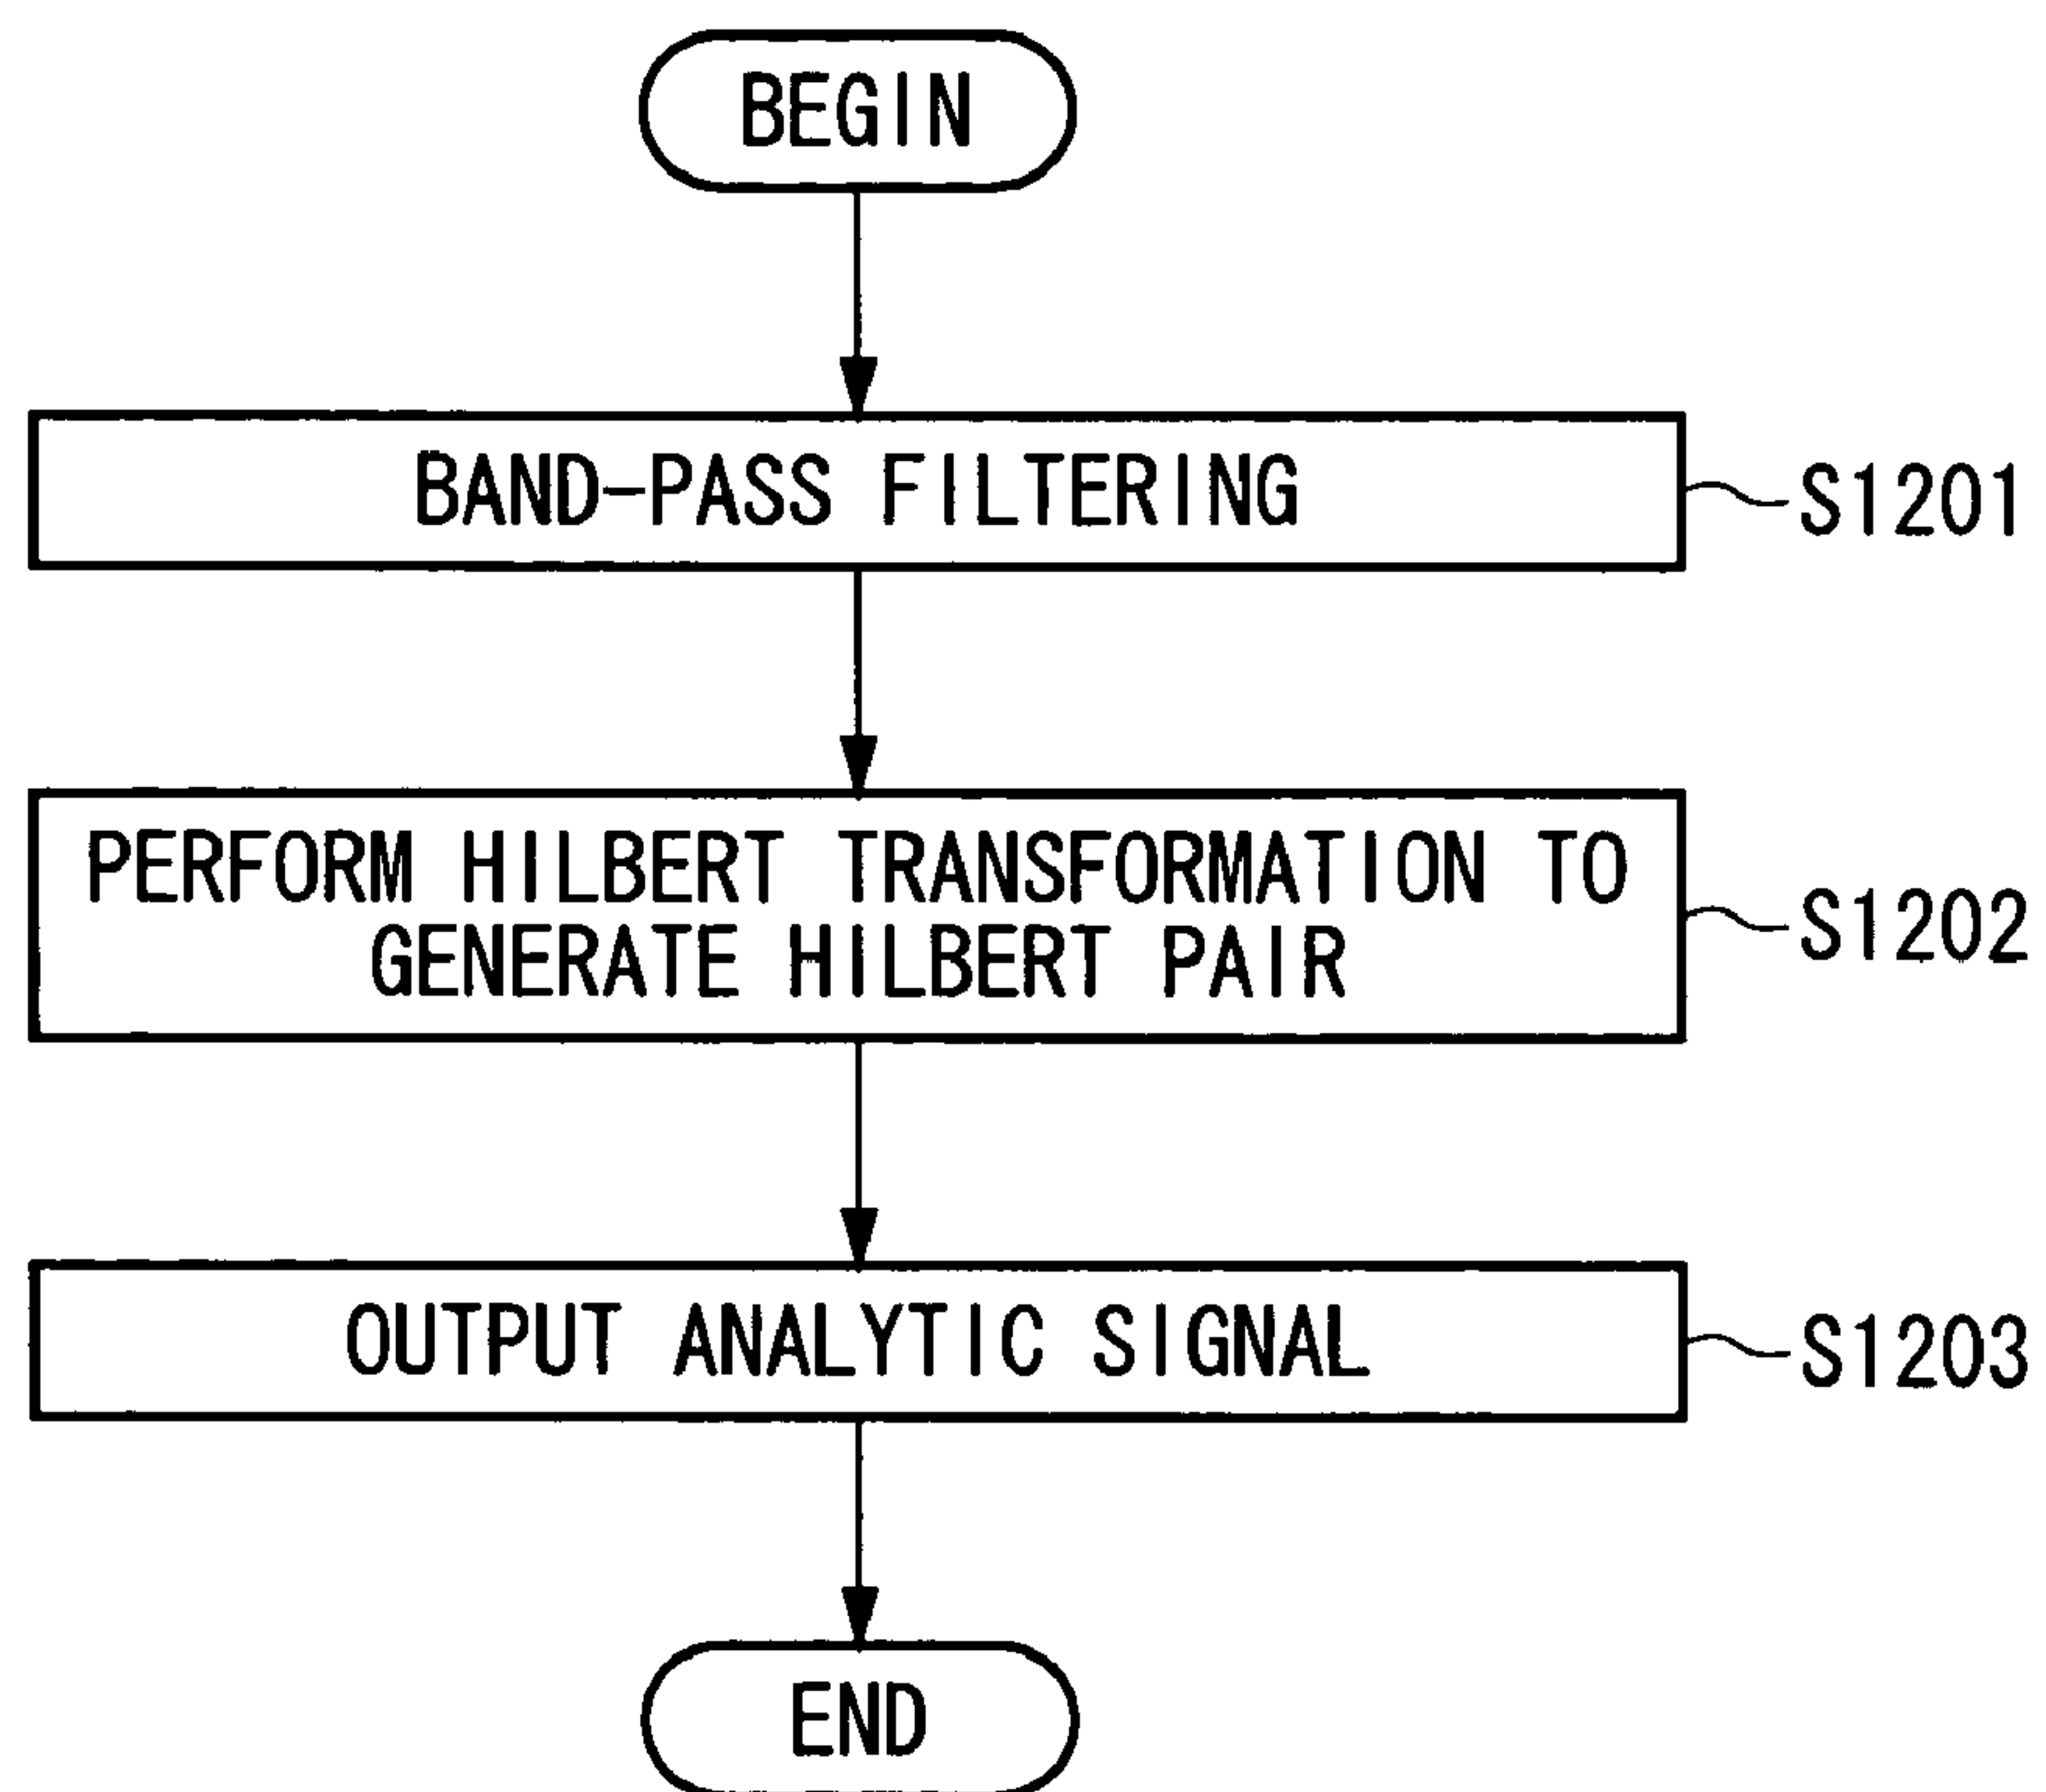 BEGIN
BAND-PASS FILTERING
S1201
PERFORM HILBERT TRANSFORMATION TO
GENERATE HILBERT PAIR
S1202
OUTPUT ANALYTIC SIGNAL
S1203
END